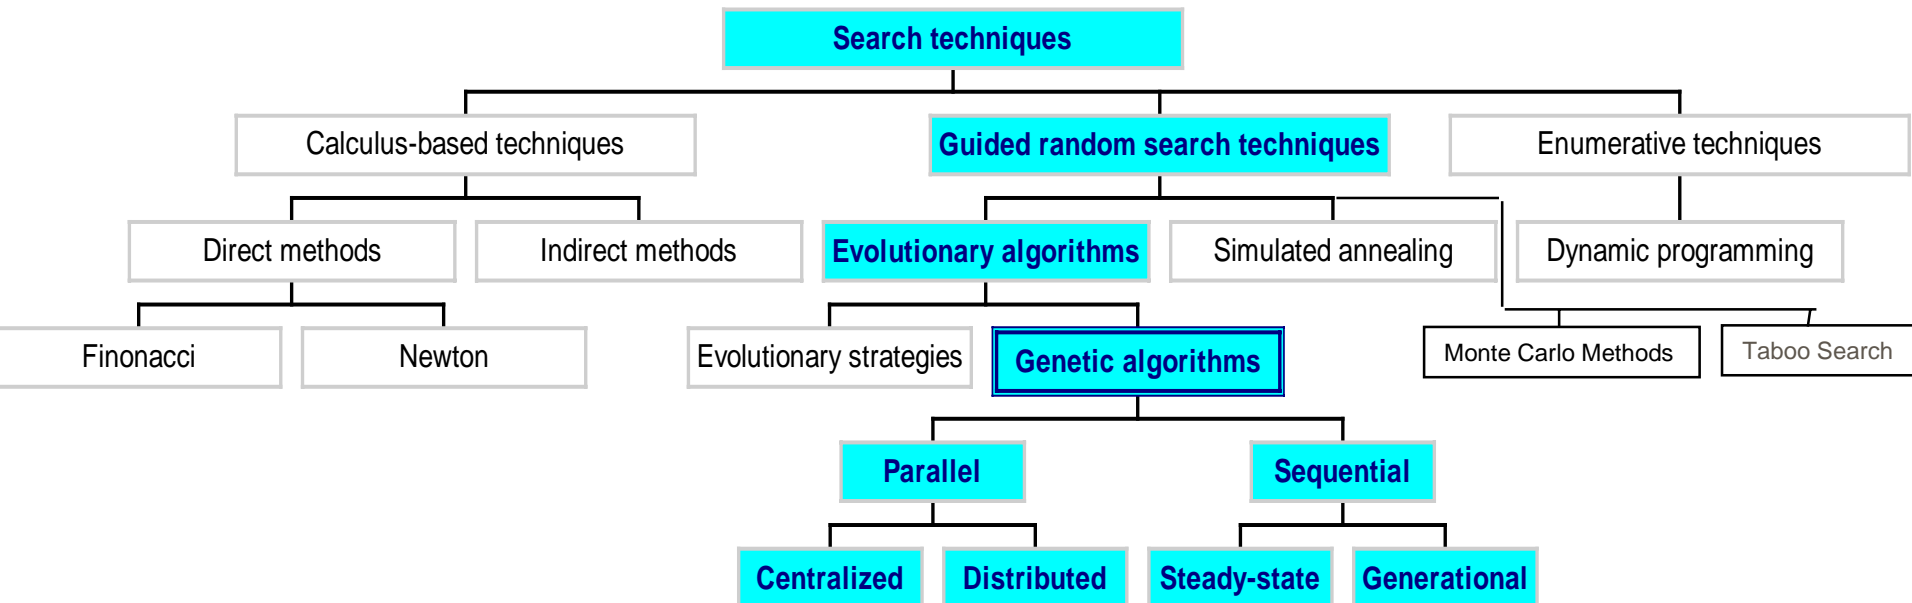 Search techniques
Calculus-based techniques
Guided random search techniques
Enumerative techniques
Direct methods
Indirect methods
Evolutionary algorithms
Simulated annealing
Dynamic programming
Finonacci
Newton
Evolutionary strategies
Genetic algorithms
Monte Carlo Methods
Taboo Search
Parallel
Sequential
Centralized
Distributed
Steady-state
Generational